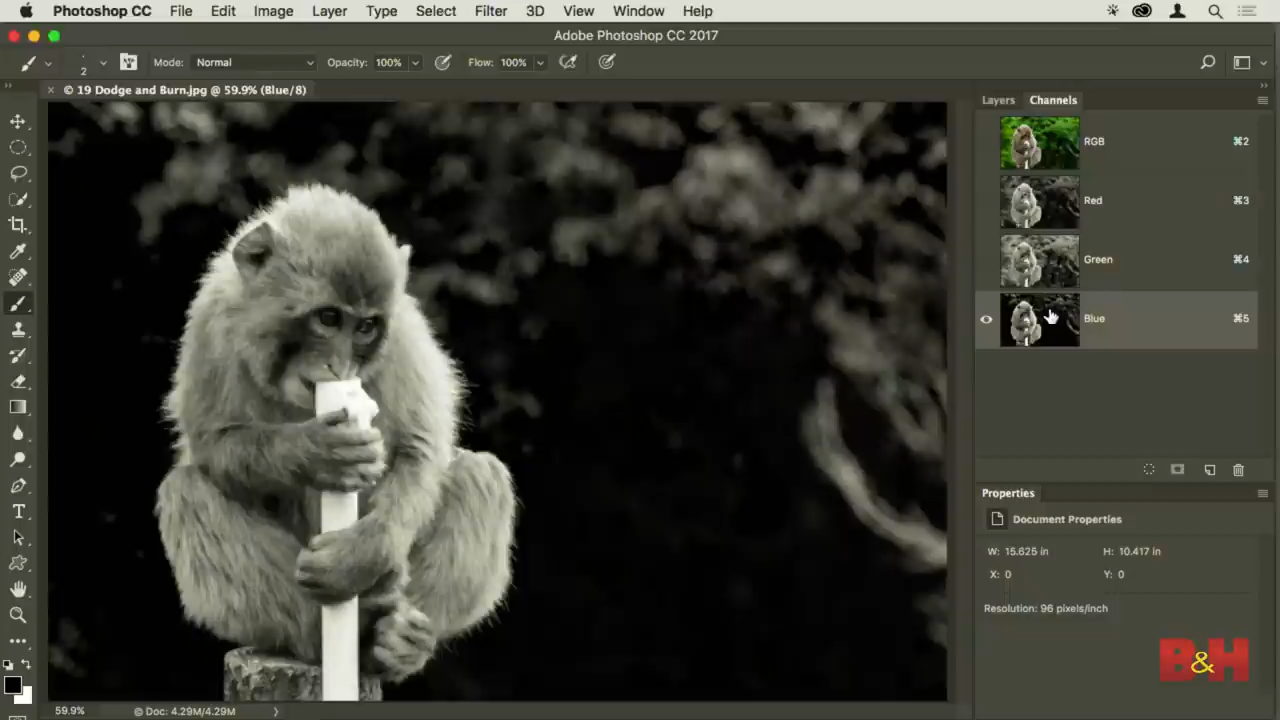 Photoshop CC File Edit Image Layer Type Select Filter 3D View Window Help
Adobe Photoshop CC 2017
2 Mode: Normal Opacity: 100% Flow: 100%
× © 19 Dodge and Burn.jpg @ 59.9% (Blue/8)
Layers Channels
RGB ⌘2
Red ⌘3
Green ⌘4
Blue ⌘5
Properties
Document Properties
W: 15.625 in H: 10.417 in
X: 0 Y: 0
Resolution: 96 pixels/inch
B&H
59.9% © Doc: 4.29M/4.29M